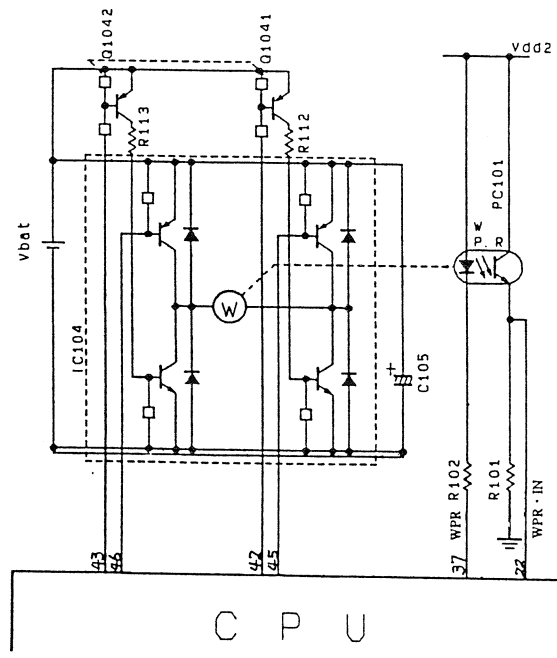 Q1042
Q1041
Vdd2
R113
R112
PC101
W
P.R
Vbat
W
IC104
+
C105
WPR R102
R101
WPR·IN
43
46
42
45
37
22
CPU